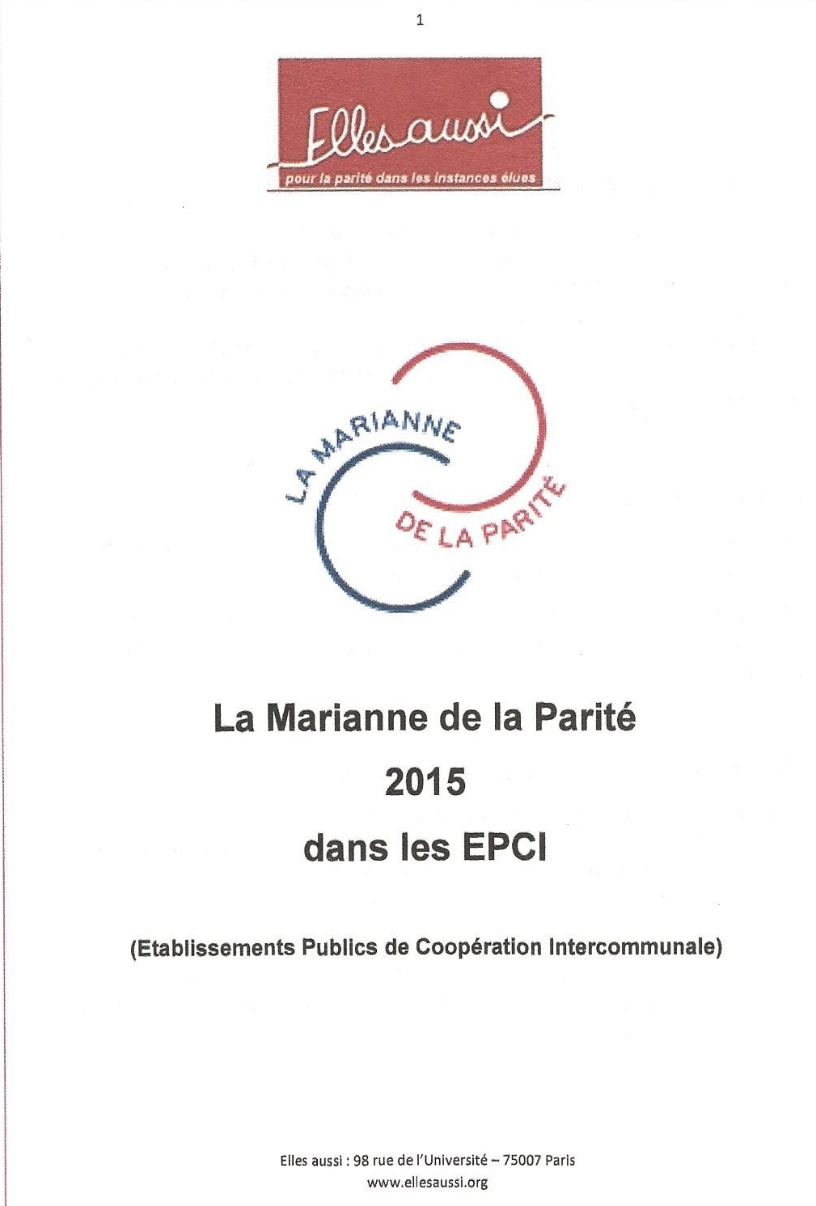 1
Elles aussi
pour la parité dans les instances élues
LA MARIANNE
DE LA PARITÉ
La Marianne de la Parité
2015
dans les EPCI
(Etablissements Publics de Coopération Intercommunale)
Elles aussi : 98 rue de l'Université – 75007 Paris
www.ellesaussi.org